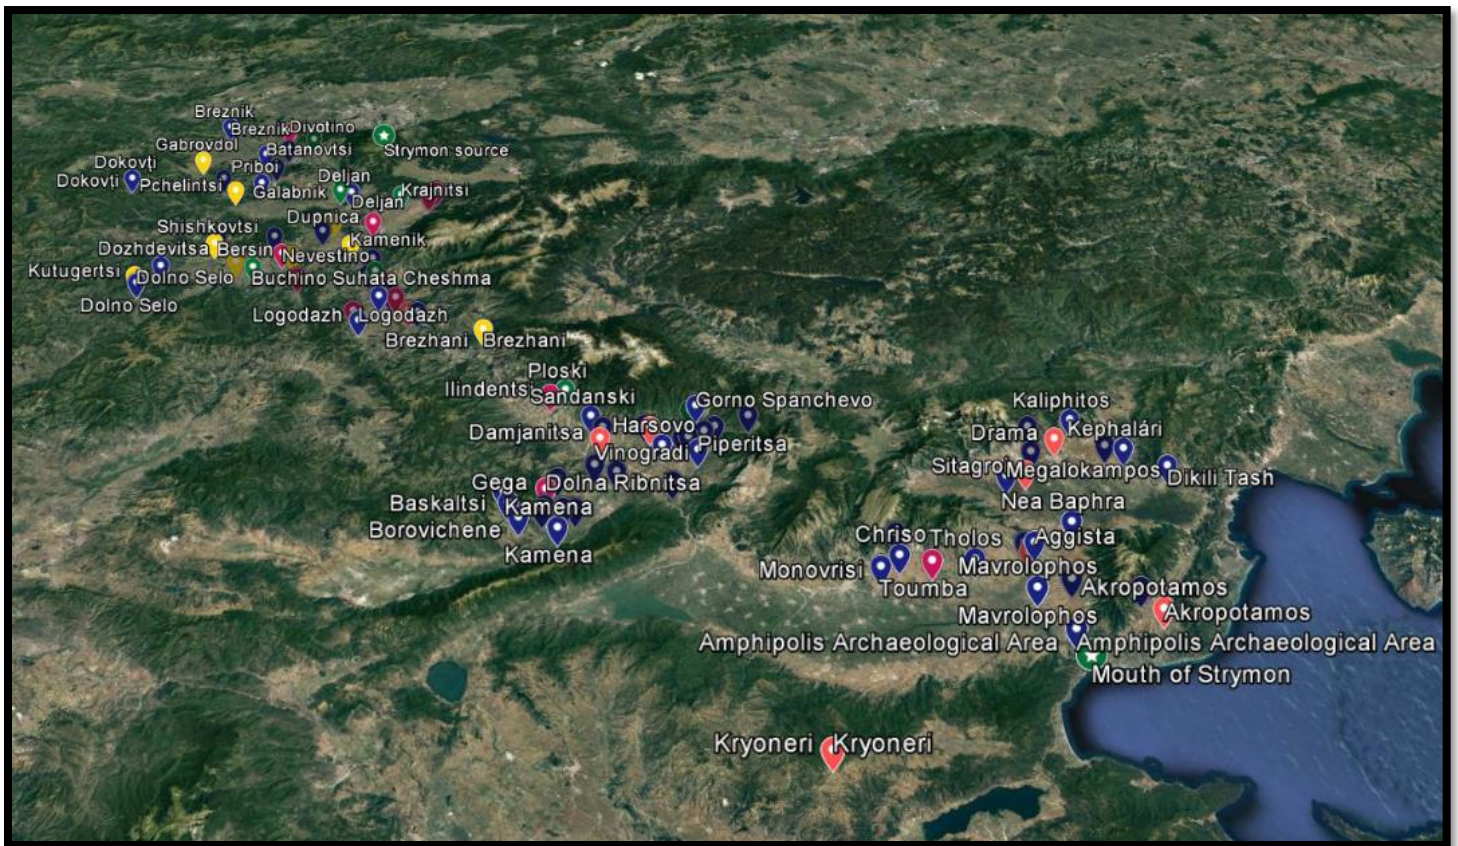 Breznik
Breznik
Divotino
Strymon source
Gabrovdol
Batanovtsi
Dokovti
Dokovti
Pchelintsi
Priboi
Galabnik
Deljan
Deljan
Krajnitsi
Dupnica
Shishkovtsi
Kamenik
Dozhdevitsa
Bersin
Nevestino
Kutugertsi
Dolno Selo
Buchino
Suhata Cheshma
Dolno Selo
Logodazh
Logodazh
Brezhani
Brezhani
Ploski
Ilindentsi
Sandanski
Gorno Spanchevo
Kaliphitos
Damjanitsa
Harsovo
Drama
Kephalári
Vinogradi
Piperitsa
Sitagroi
Megalokampos
Dikili Tash
Gega
Dolna Ribnitsa
Baskaltsi
Kamena
Nea Baphra
Borovichene
Kamena
Chriso
Tholos
Aggista
Monovrisi
Mavrolophos
Toumba
Akropotamos
Mavrolophos
Akropotamos
Amphipolis Archaeological Area
Amphipolis Archaeological Area
Mouth of Strymon
Kryoneri
Kryoneri